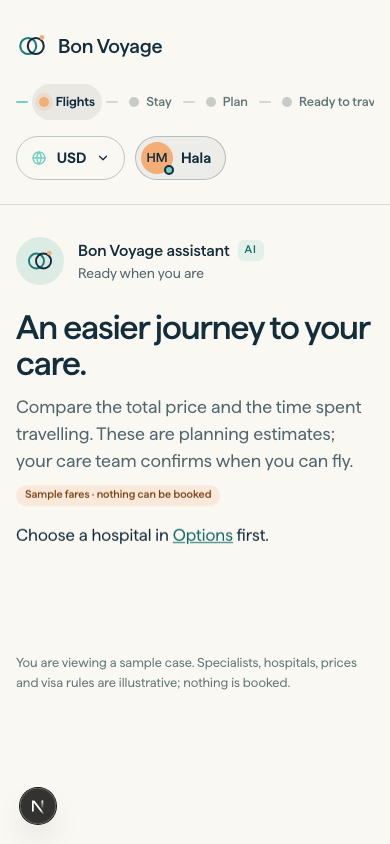 Bon Voyage
Flights
Stay
Plan
Ready to trav
USD
HM
Hala
Bon Voyage assistant
AI
Ready when you are
An easier journey to your
care.
Compare the total price and the time spent
travelling. These are planning estimates;
your care team confirms when you can fly.
Sample fares · nothing can be booked
Choose a hospital in Options first.
You are viewing a sample case. Specialists, hospitals, prices
and visa rules are illustrative; nothing is booked.
N